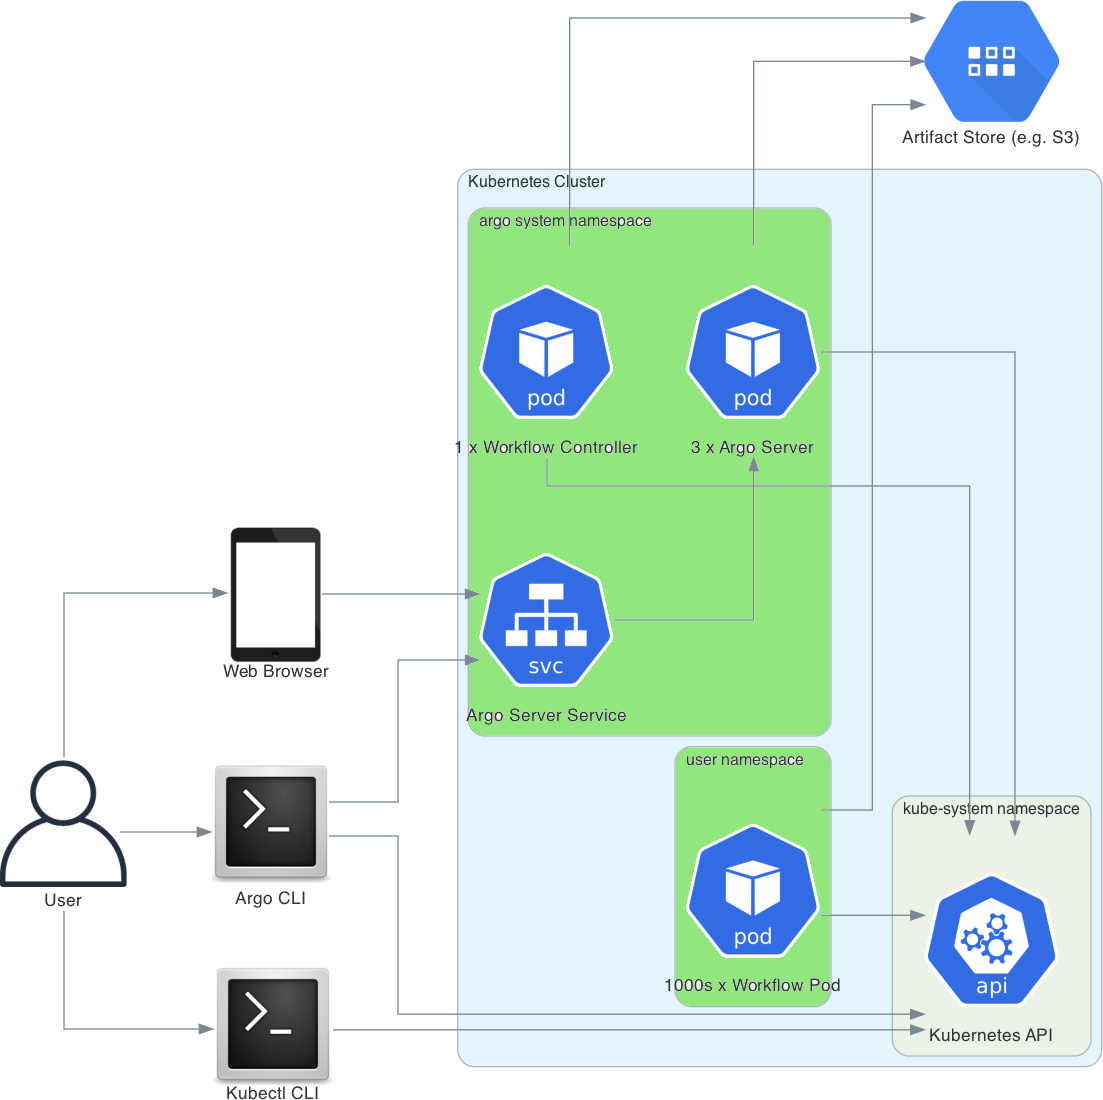 Artifact Store (e.g. S3)
Kubernetes Cluster
argo system namespace
pod
pod
1 x Workflow Controller
3 x Argo Server
svc
Web Browser
Argo Server Service
user namespace
kube-system namespace
User
Argo CLI
pod
1000s x Workflow Pod
api
Kubernetes API
Kubectl CLI